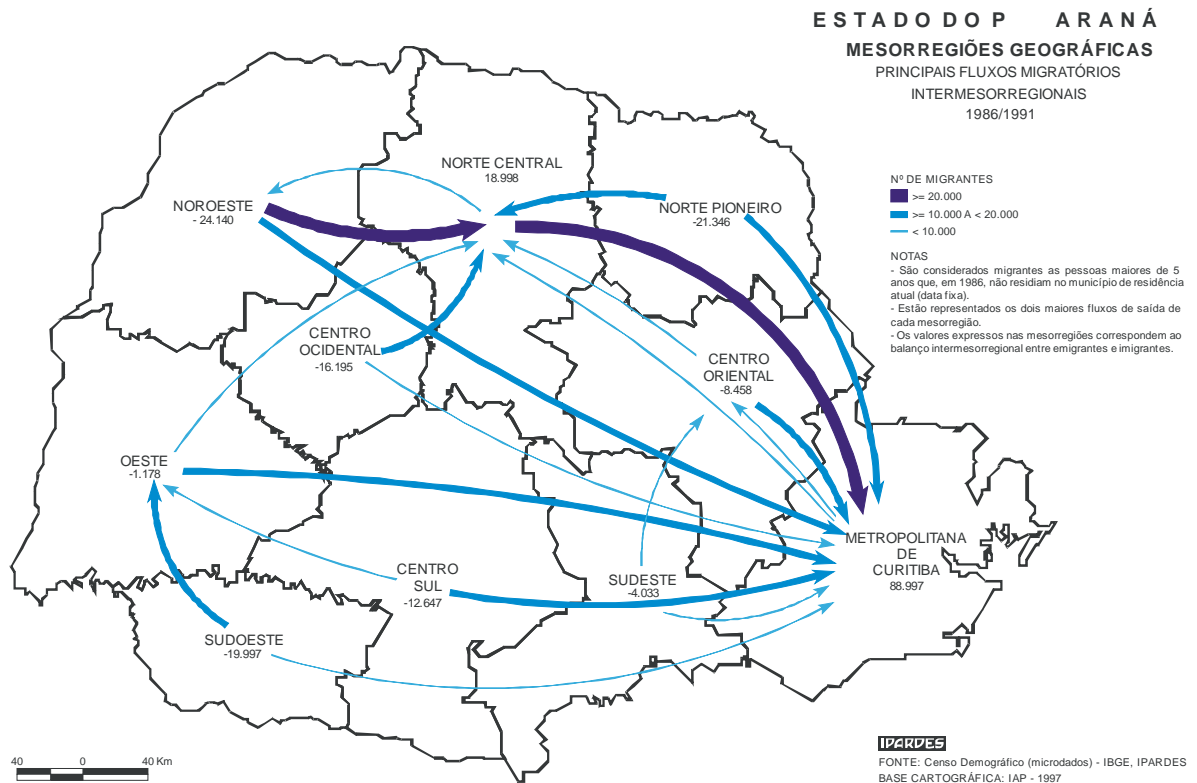 ESTADO DO P ARANÁ
MESORREGIÕES GEOGRÁFICAS
PRINCIPAIS FLUXOS MIGRATÓRIOS
INTERMESORREGIONAIS
1986/1991
NORTE CENTRAL
18.998
NOROESTE
- 24.140
NORTE PIONEIRO
-21.346
Nº DE MIGRANTES
>= 20.000
>= 10.000 A < 20.000
< 10.000
NOTAS
- São considerados migrantes as pessoas maiores de 5
anos que, em 1986, não residiam no município de residência
atual (data fixa).
- Estão representados os dois maiores fluxos de saída de
cada mesorregião.
- Os valores expressos nas mesorregiões correspondem ao
balanço intermesorregional entre emigrantes e imigrantes.
CENTRO
OCIDENTAL
-16.195
CENTRO
ORIENTAL
-8.458
OESTE
-1.178
METROPOLITANA
DE
CURITIBA
88.997
CENTRO
SUL
-12.647
SUDESTE
-4.033
SUDOESTE
-19.997
40 0 40 Km
IPARDES
FONTE: Censo Demográfico (microdados) - IBGE, IPARDES
BASE CARTOGRÁFICA: IAP - 1997